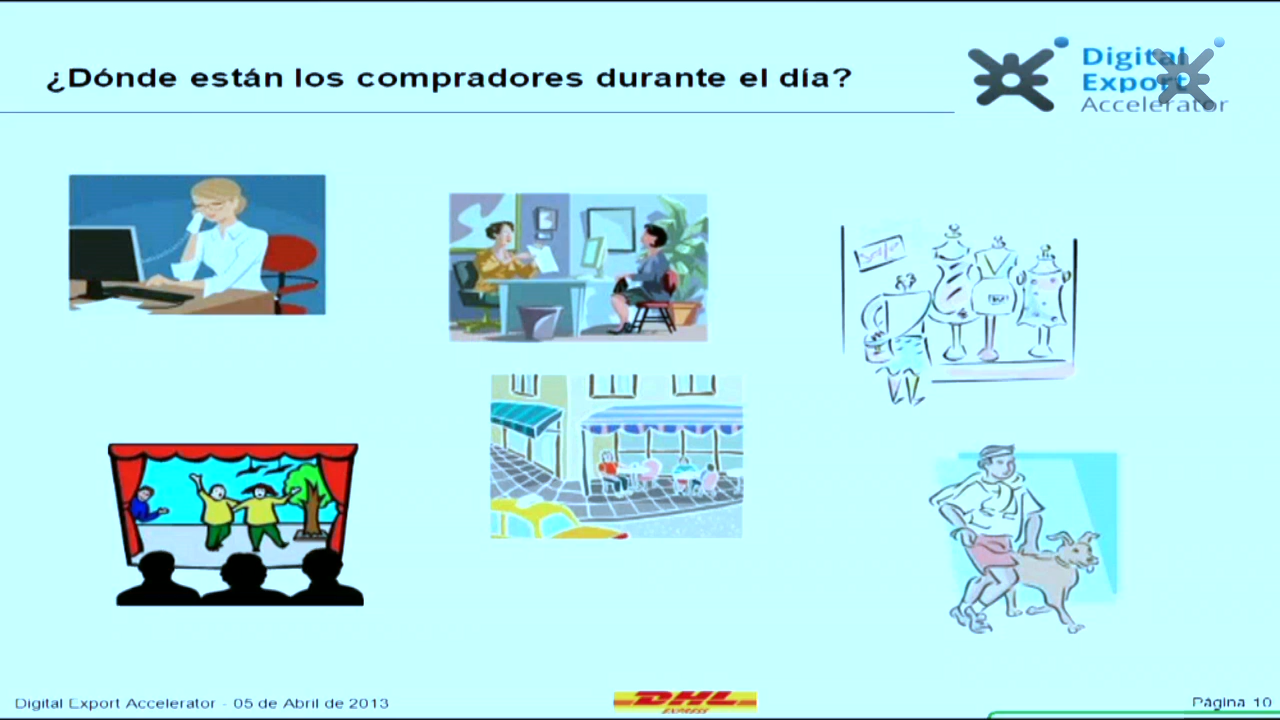 ¿Dónde están los compradores durante el día?
Digital
Export
Accelerator
Digital Export Accelerator - 05 de Abril de 2013
DHL
EXPRESS
Página 10